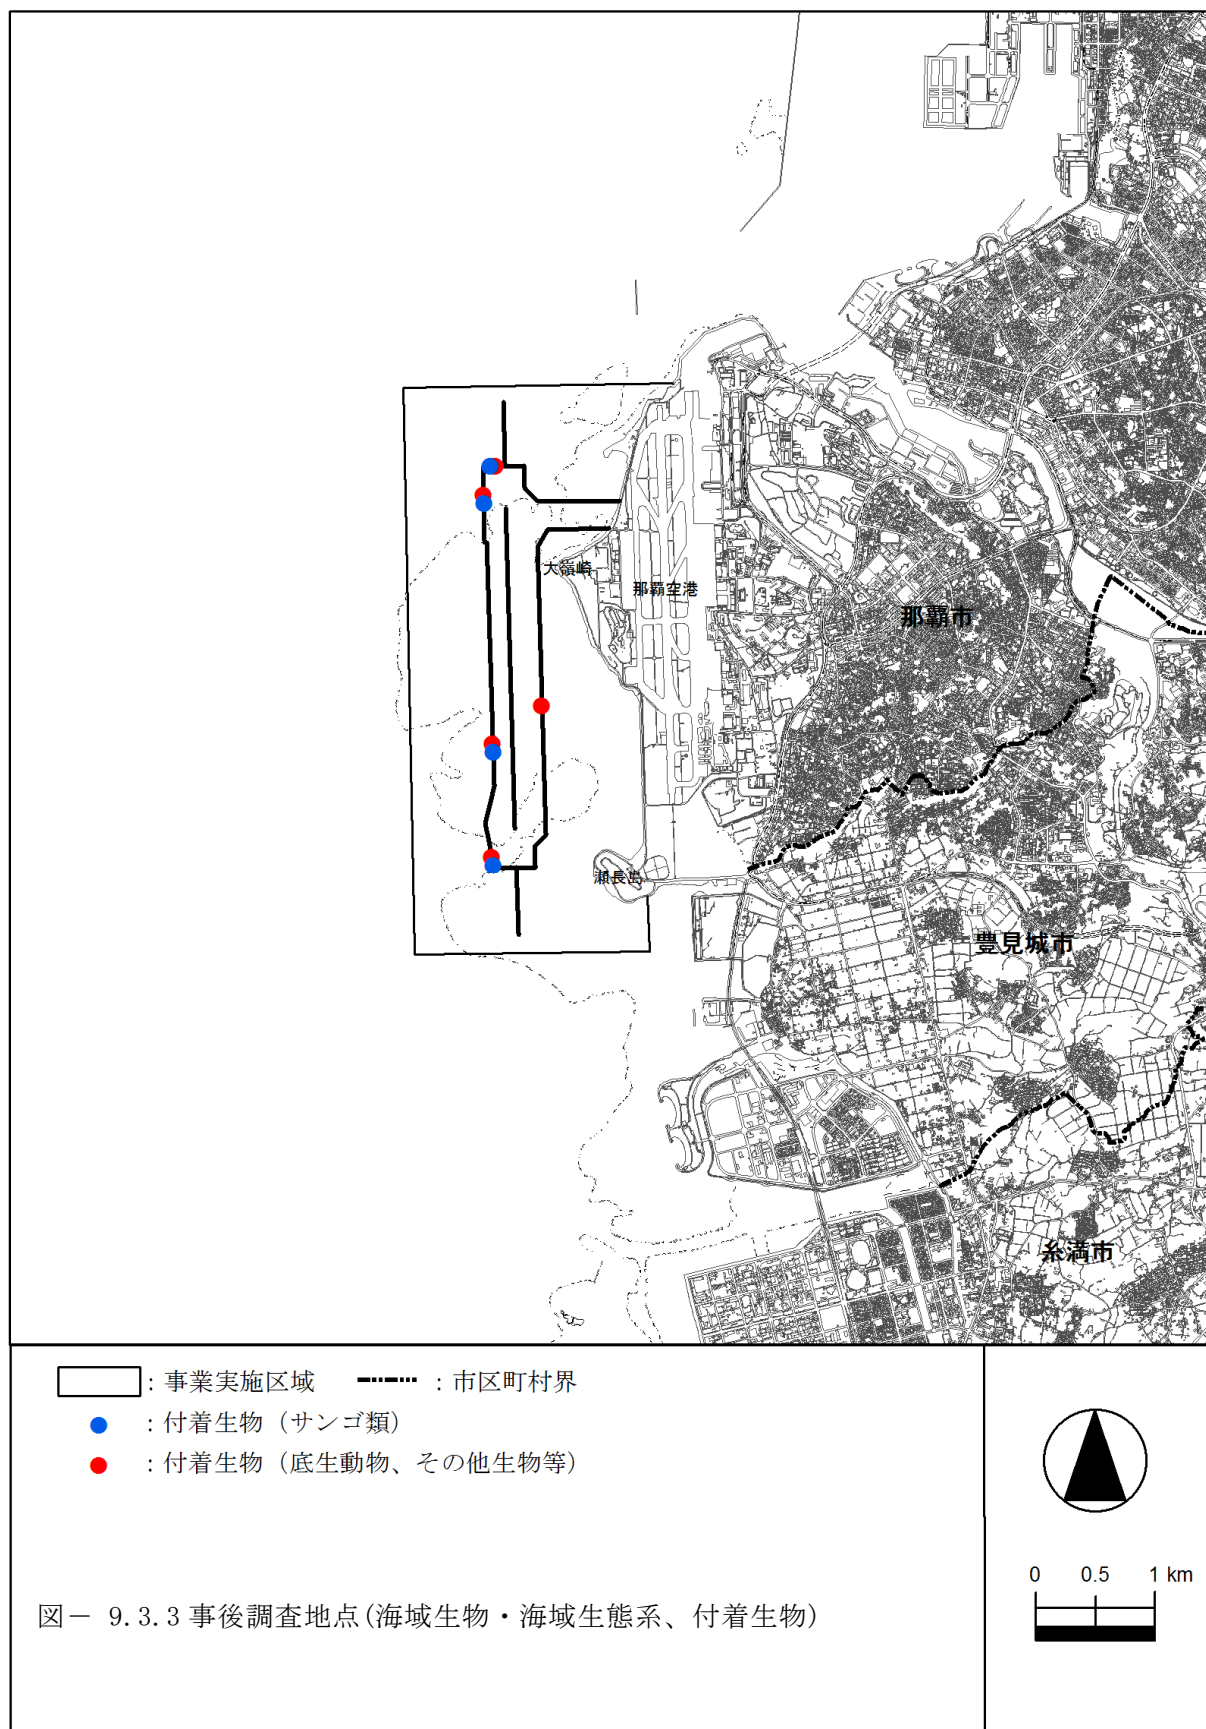 大嶺崎
那覇空港
那覇市
瀬長島
豊見城市
糸満市
：事業実施区域
：市区町村界
：付着生物（サンゴ類）
：付着生物（底生動物、その他生物等）
0 0.5 1 km
図－ 9.3.3 事後調査地点(海域生物・海域生態系、付着生物)